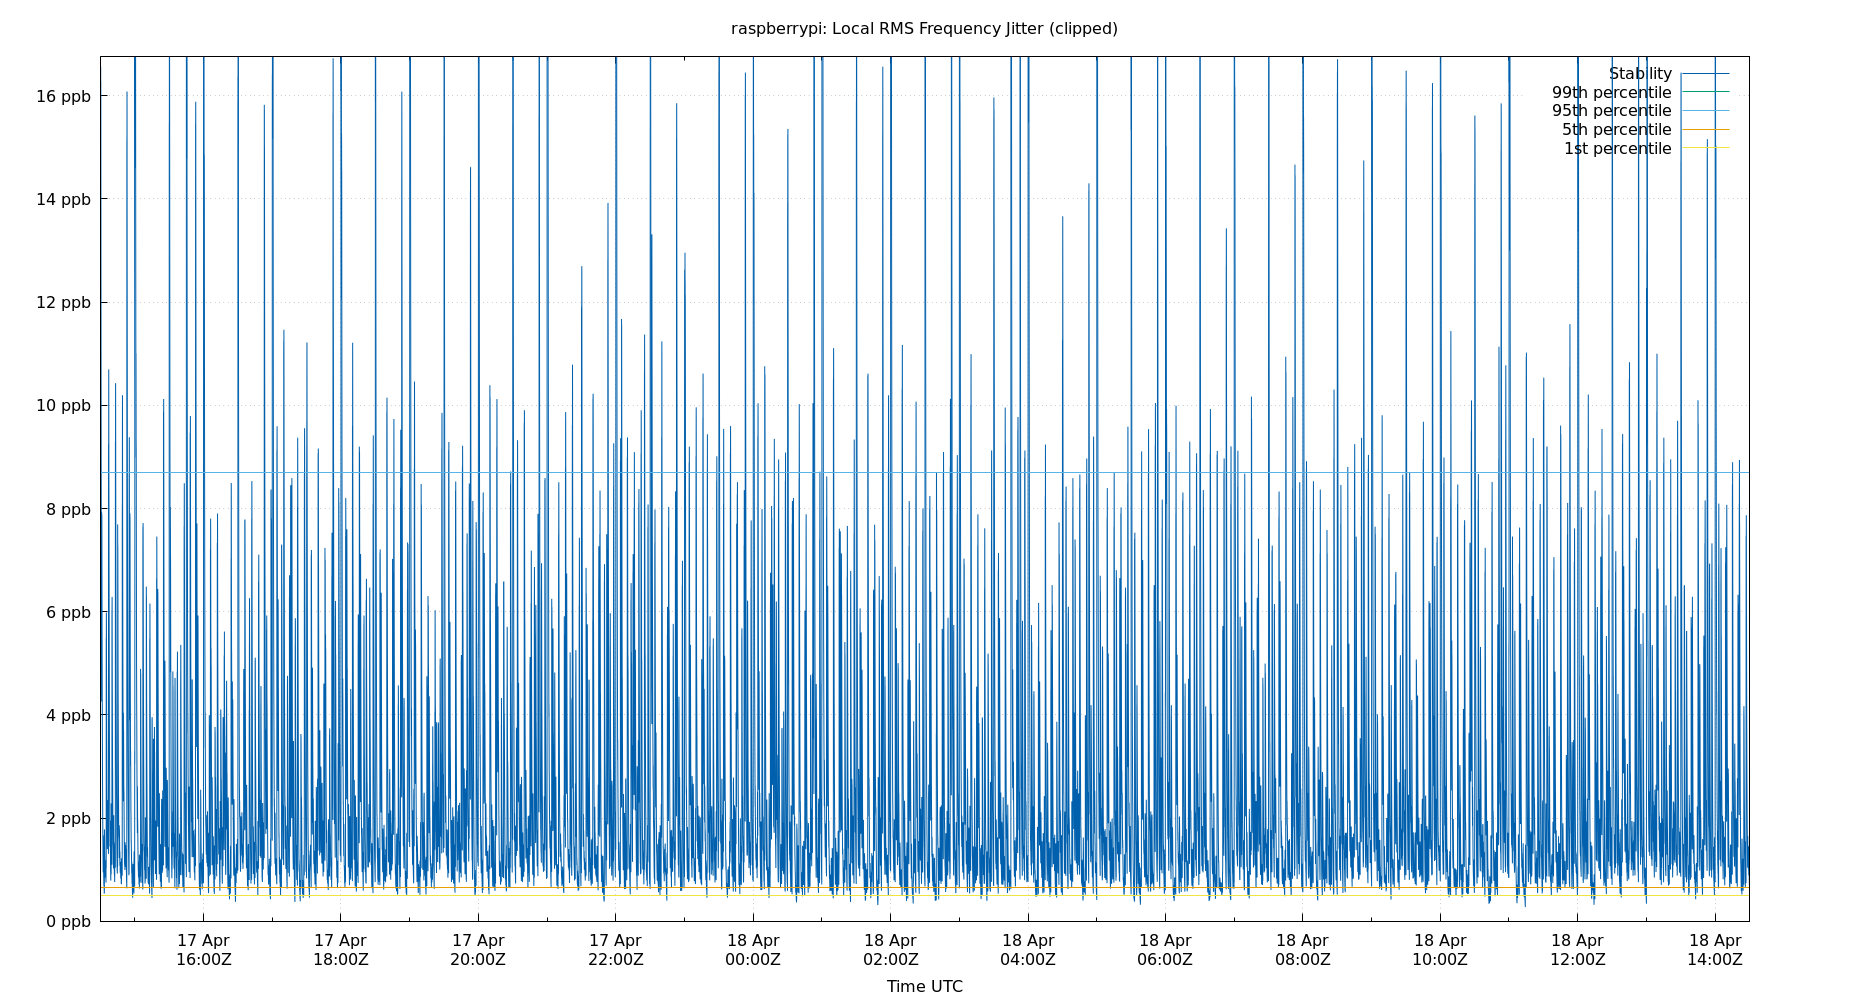 raspberrypi: Local RMS Frequency Jitter (clipped)
Stability
99th percentile
95th percentile
5th percentile
1st percentile
16 ppb
14 ppb
12 ppb
10 ppb
8 ppb
6 ppb
4 ppb
2 ppb
0 ppb
17 Apr 17 Apr 17 Apr 17 Apr 18 Apr 18 Apr 18 Apr 18 Apr 18 Apr 18 Apr 18 Apr 18 Apr
16:00Z 18:00Z 20:00Z 22:00Z 00:00Z 02:00Z 04:00Z 06:00Z 08:00Z 10:00Z 12:00Z 14:00Z
Time UTC